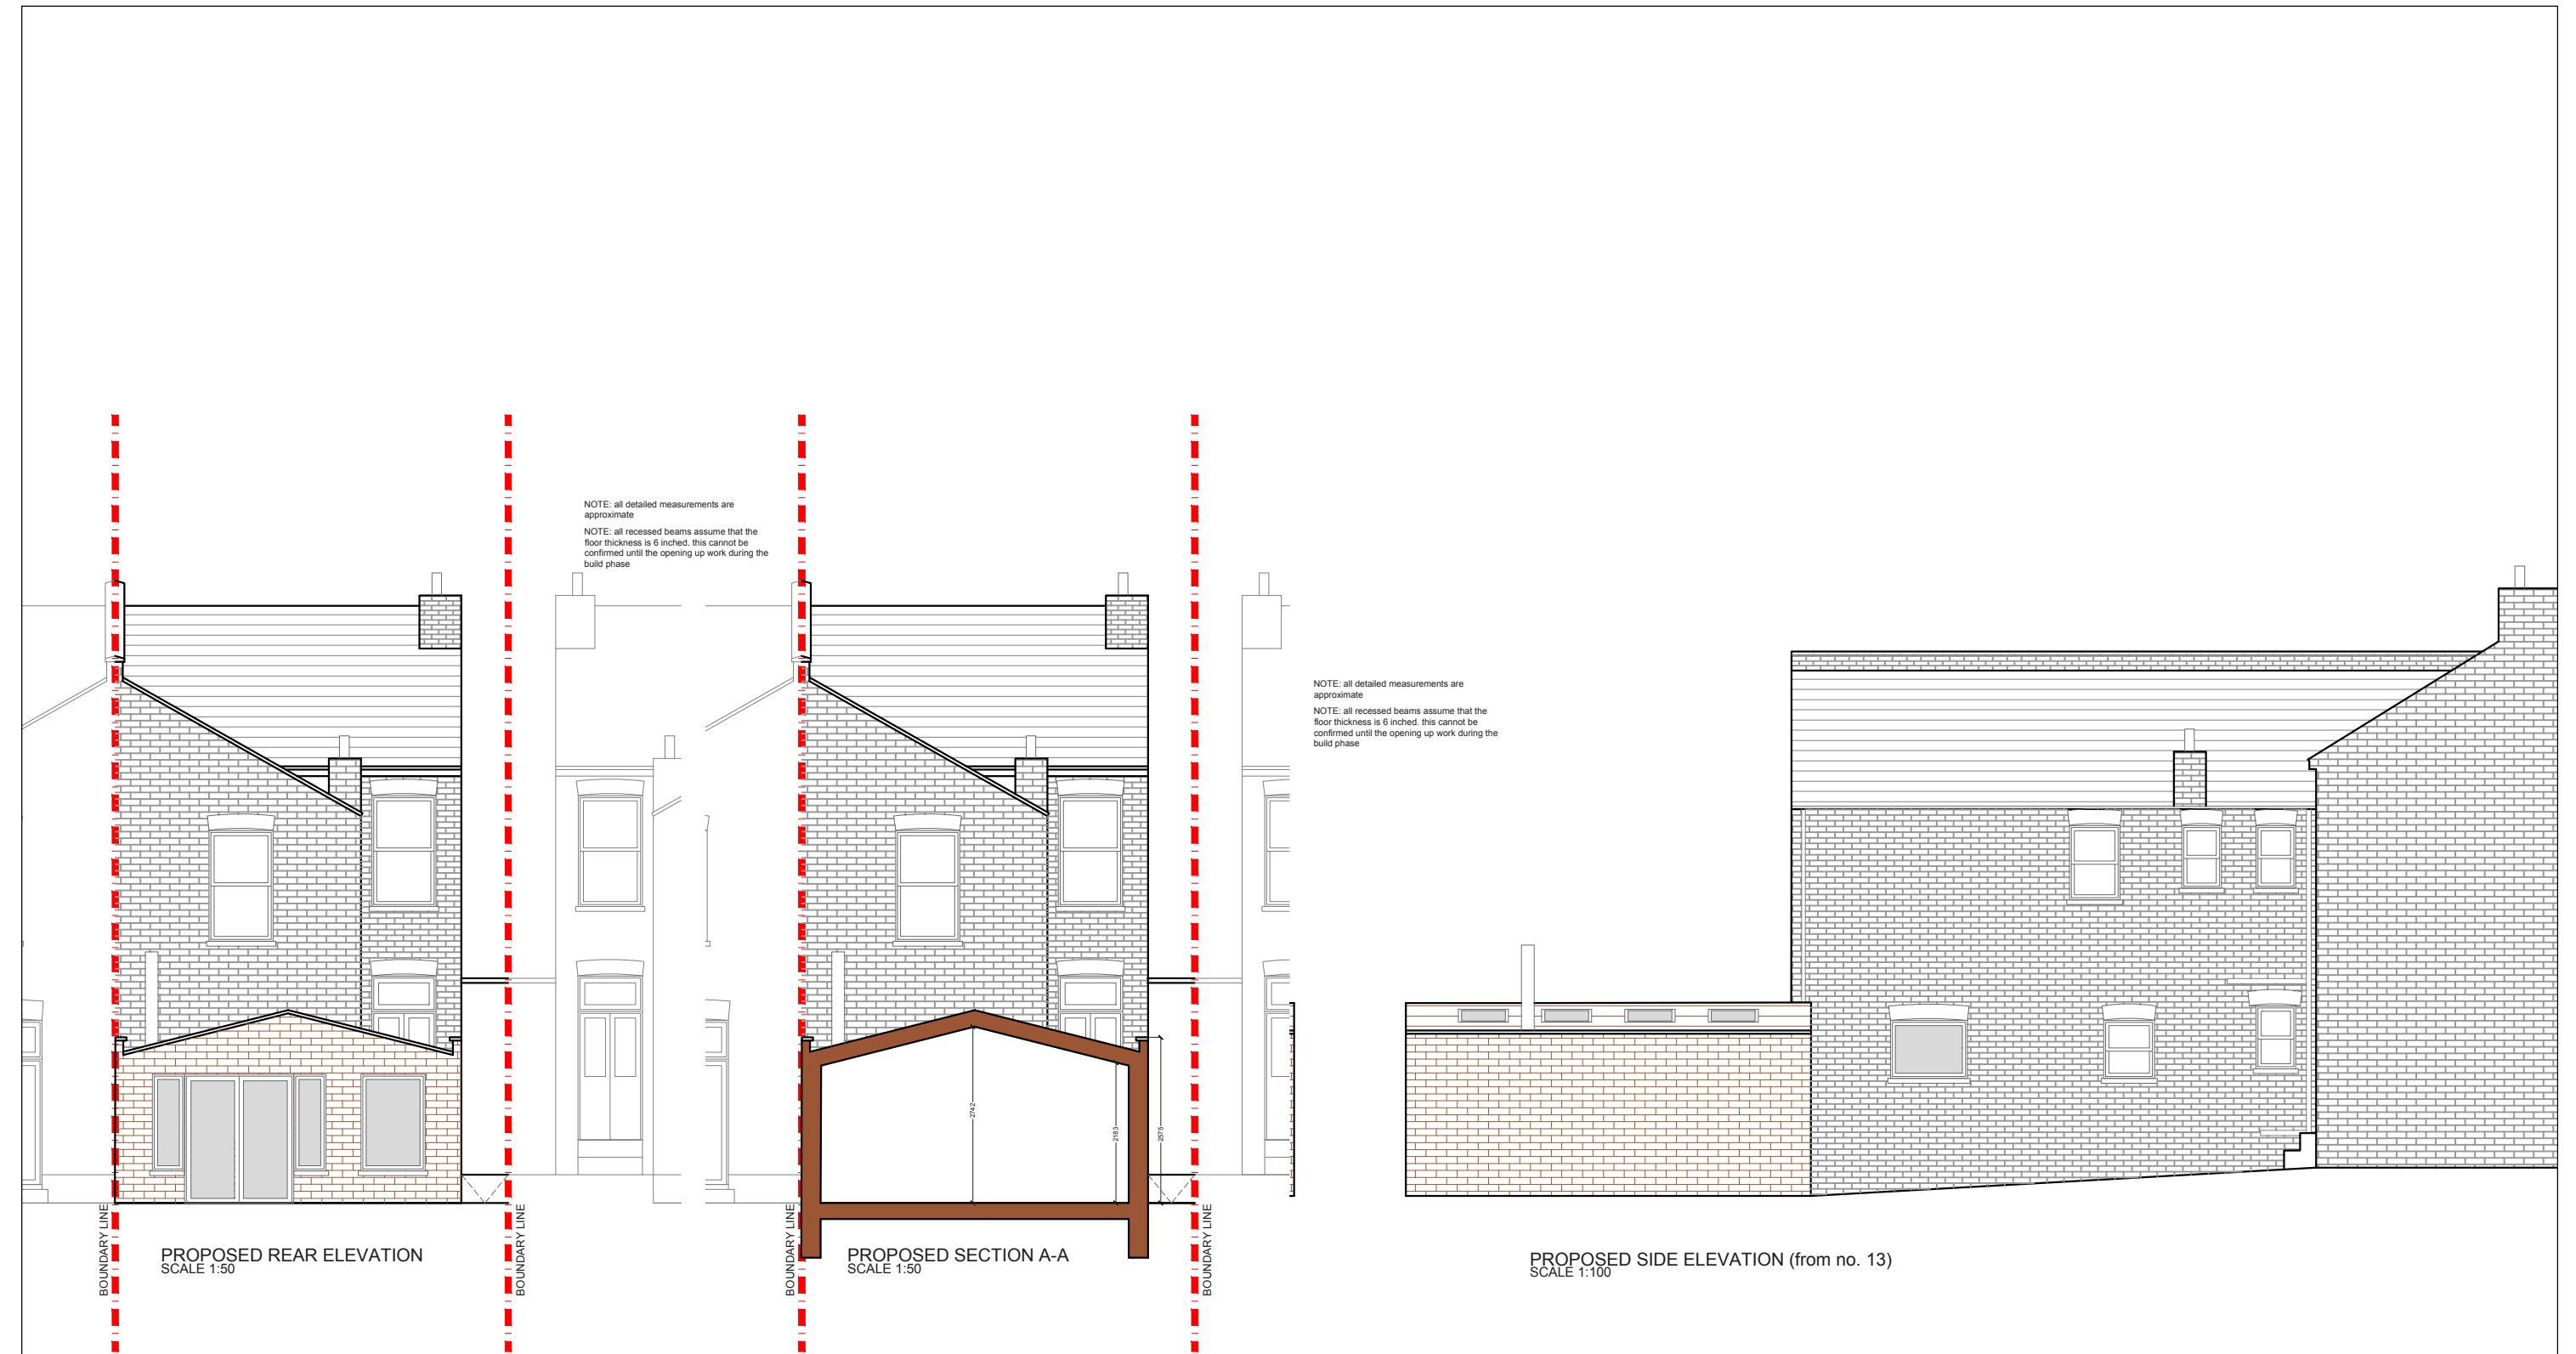 NOTE: all detailed measurements are
approximate
NOTE: all recessed beams assume that the
floor thickness is 6 inched. this cannot be
confirmed until the opening up work during the
build phase
NOTE: all detailed measurements are
approximate
NOTE: all recessed beams assume that the
floor thickness is 6 inched. this cannot be
confirmed until the opening up work during the
build phase
2742
2183
2575
BOUNDARY LINE
PROPOSED REAR ELEVATION
SCALE 1:50
BOUNDARY LINE
BOUNDARY LINE
PROPOSED SECTION A-A
SCALE 1:50
BOUNDARY LINE
PROPOSED SIDE ELEVATION (from no. 13)
SCALE 1:100